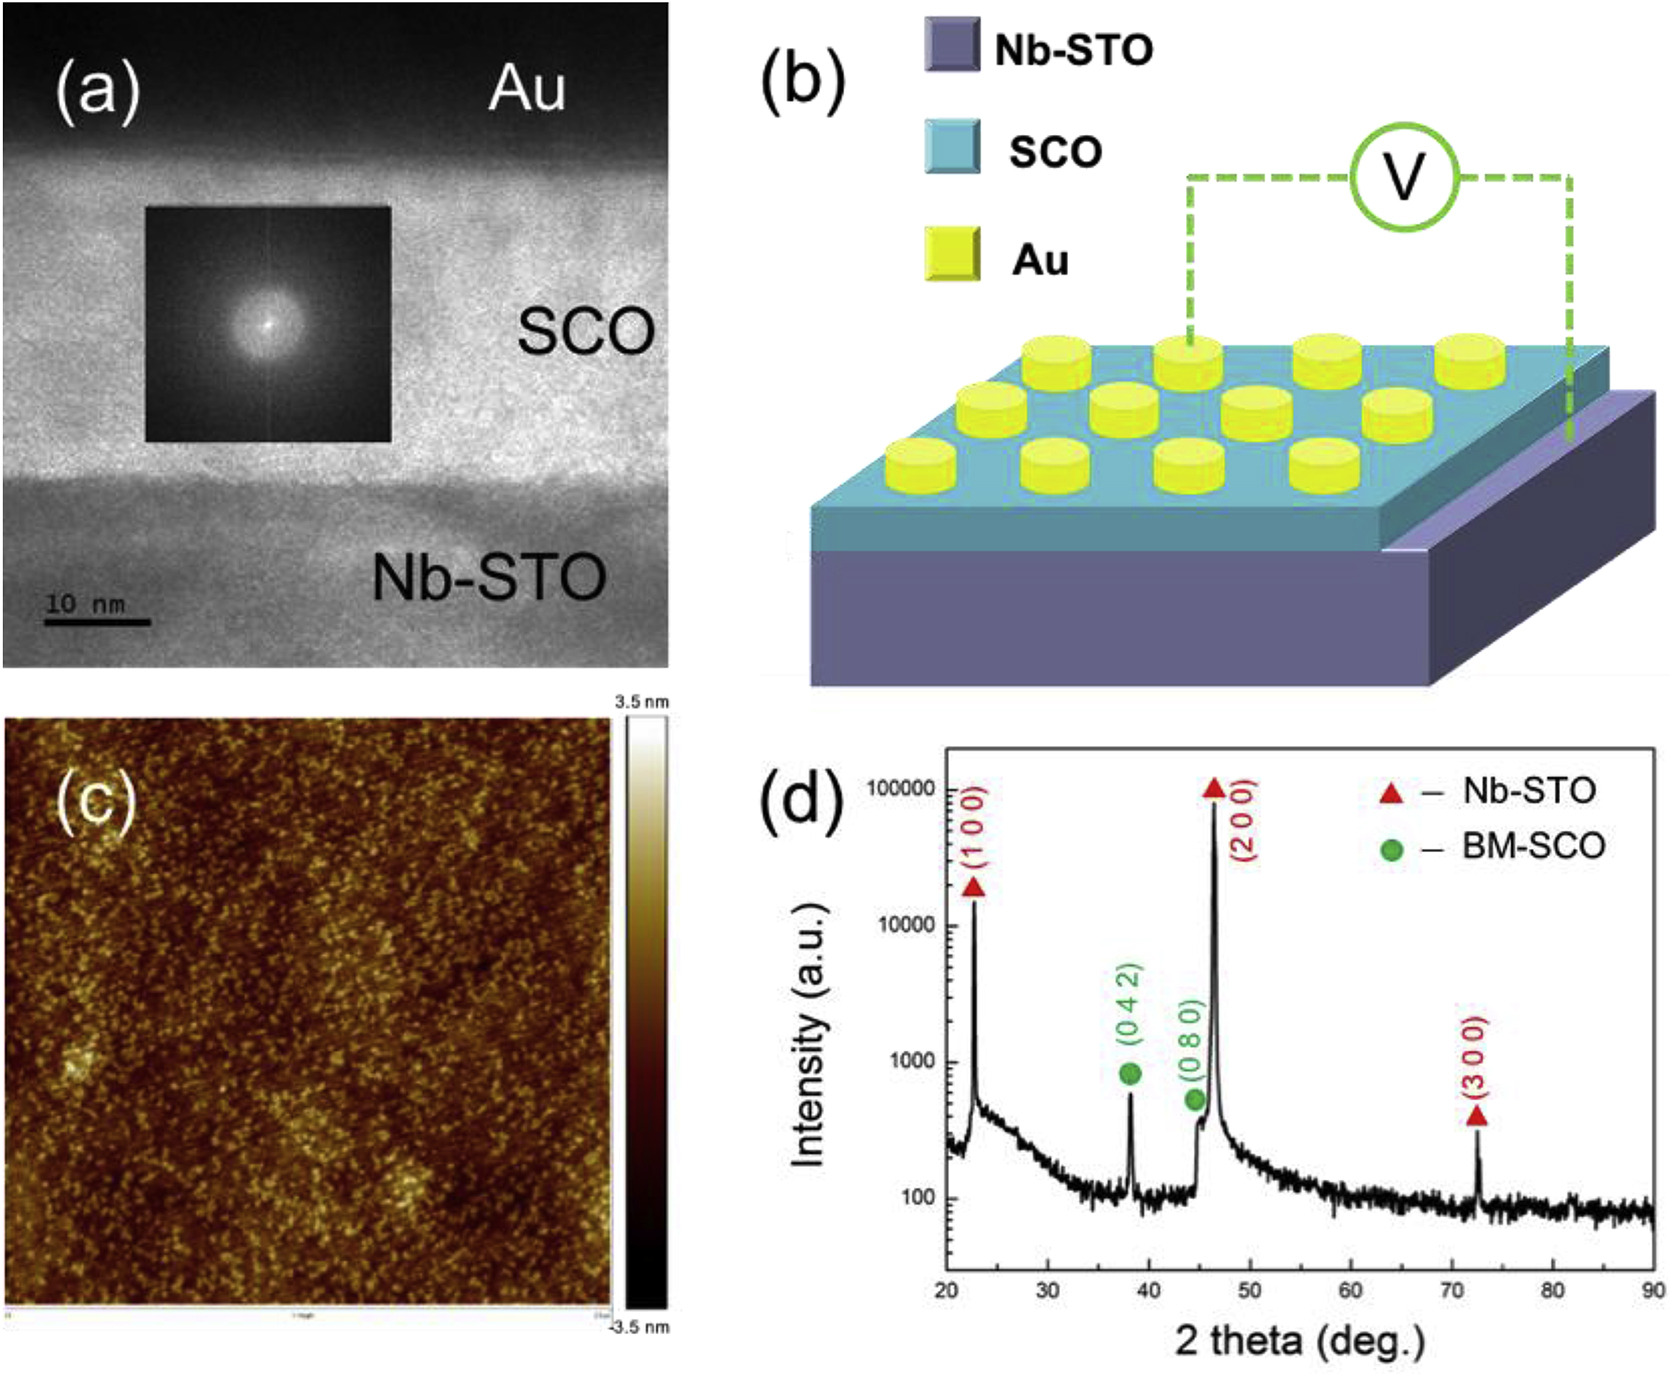 (a)
Au
SCO
Nb-STO
10 nm
(b)
Nb-STO
SCO
Au
V
(c)
3.5 nm
-3.5 nm
(d)
Intensity (a.u.)
100000
10000
1000
100
(1 0 0)
(0 4 2)
(0 8 0)
(2 0 0)
(3 0 0)
– Nb-STO
– BM-SCO
20 30 40 50 60 70 80 90
2 theta (deg.)